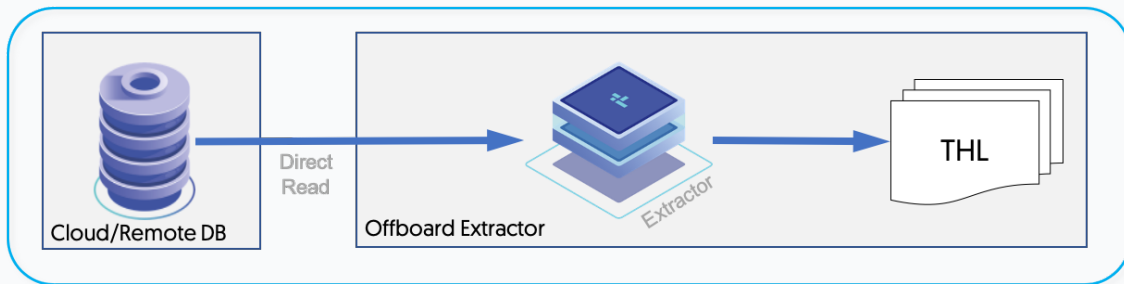 Direct
Read
THL
Extractor
Cloud/Remote DB
Offboard Extractor